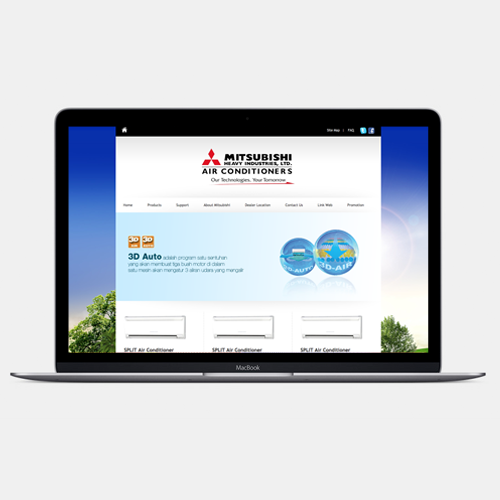 Site Map | FAQ
MITSUBISHI
HEAVY INDUSTRIES, LTD.
AIR CONDITIONERS
Our Technologies, Your Tomorrow
Home Products Support About Mitsubishi Dealer Location Contact Us Link Web Promotion
3D Auto adalah program satu sentuhan
yang akan membuat tiga buah motor di dalam
satu mesin akan mengatur 3 aliran udara yang mengalir
3D AUTO 3D-AIR
SPLIT Air Conditioner SPLIT Air Conditioner SPLIT Air Conditioner
MacBook